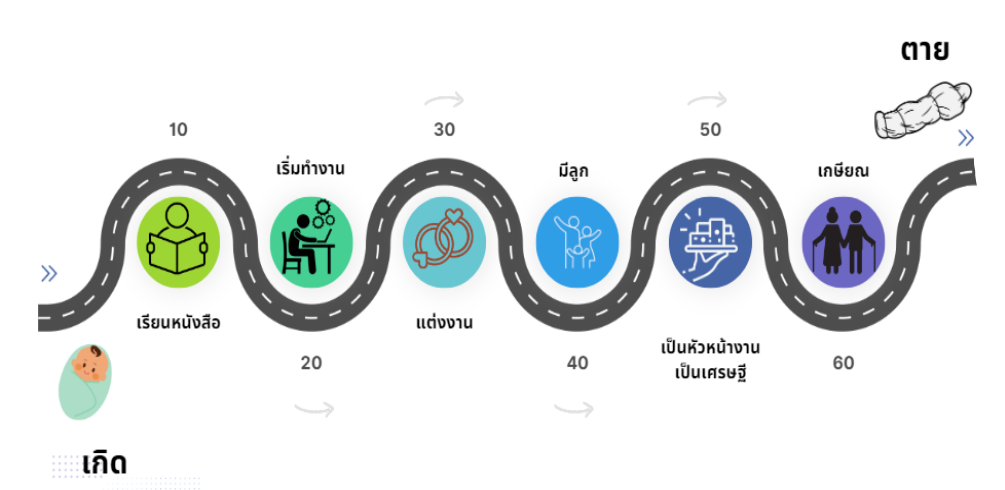 ตาย
10
30
50
เริ่มทำงาน
มีลูก
เกษียณ
เรียนหนังสือ
แต่งงาน
เป็นหัวหน้างาน
เป็นเศรษฐี
20
40
60
เกิด